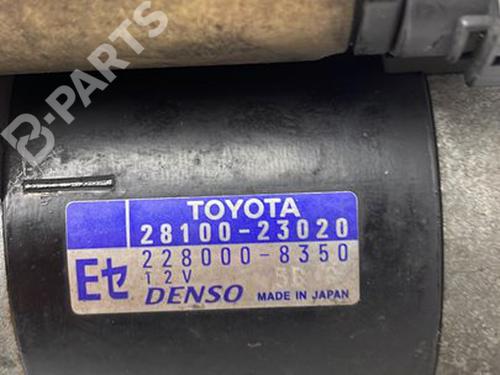 B-PARTS
TOYOTA
28100-23020
228000-8350
12V
Eセ DENSO MADE IN JAPAN